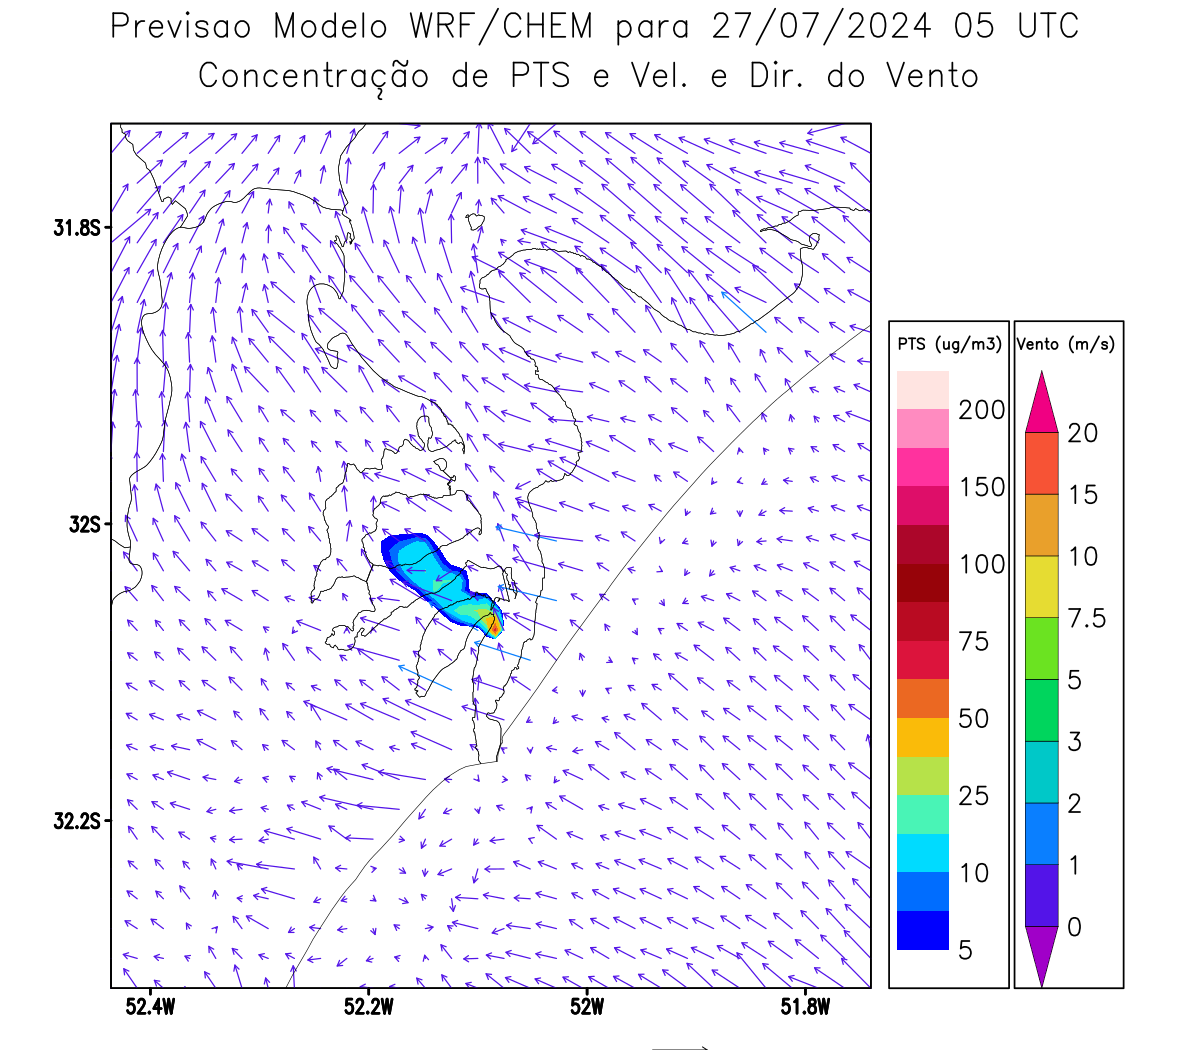 Previsao Modelo WRF/CHEM para 27/07/2024 05 UTC
Concentração de PTS e Vel. e Dir. do Vento
31.8S
32S
32.2S
52.4W
52.2W
52W
51.8W
PTS (ug/m3)
200
150
100
75
50
25
10
5
Vento (m/s)
20
15
10
7.5
5
3
2
1
0